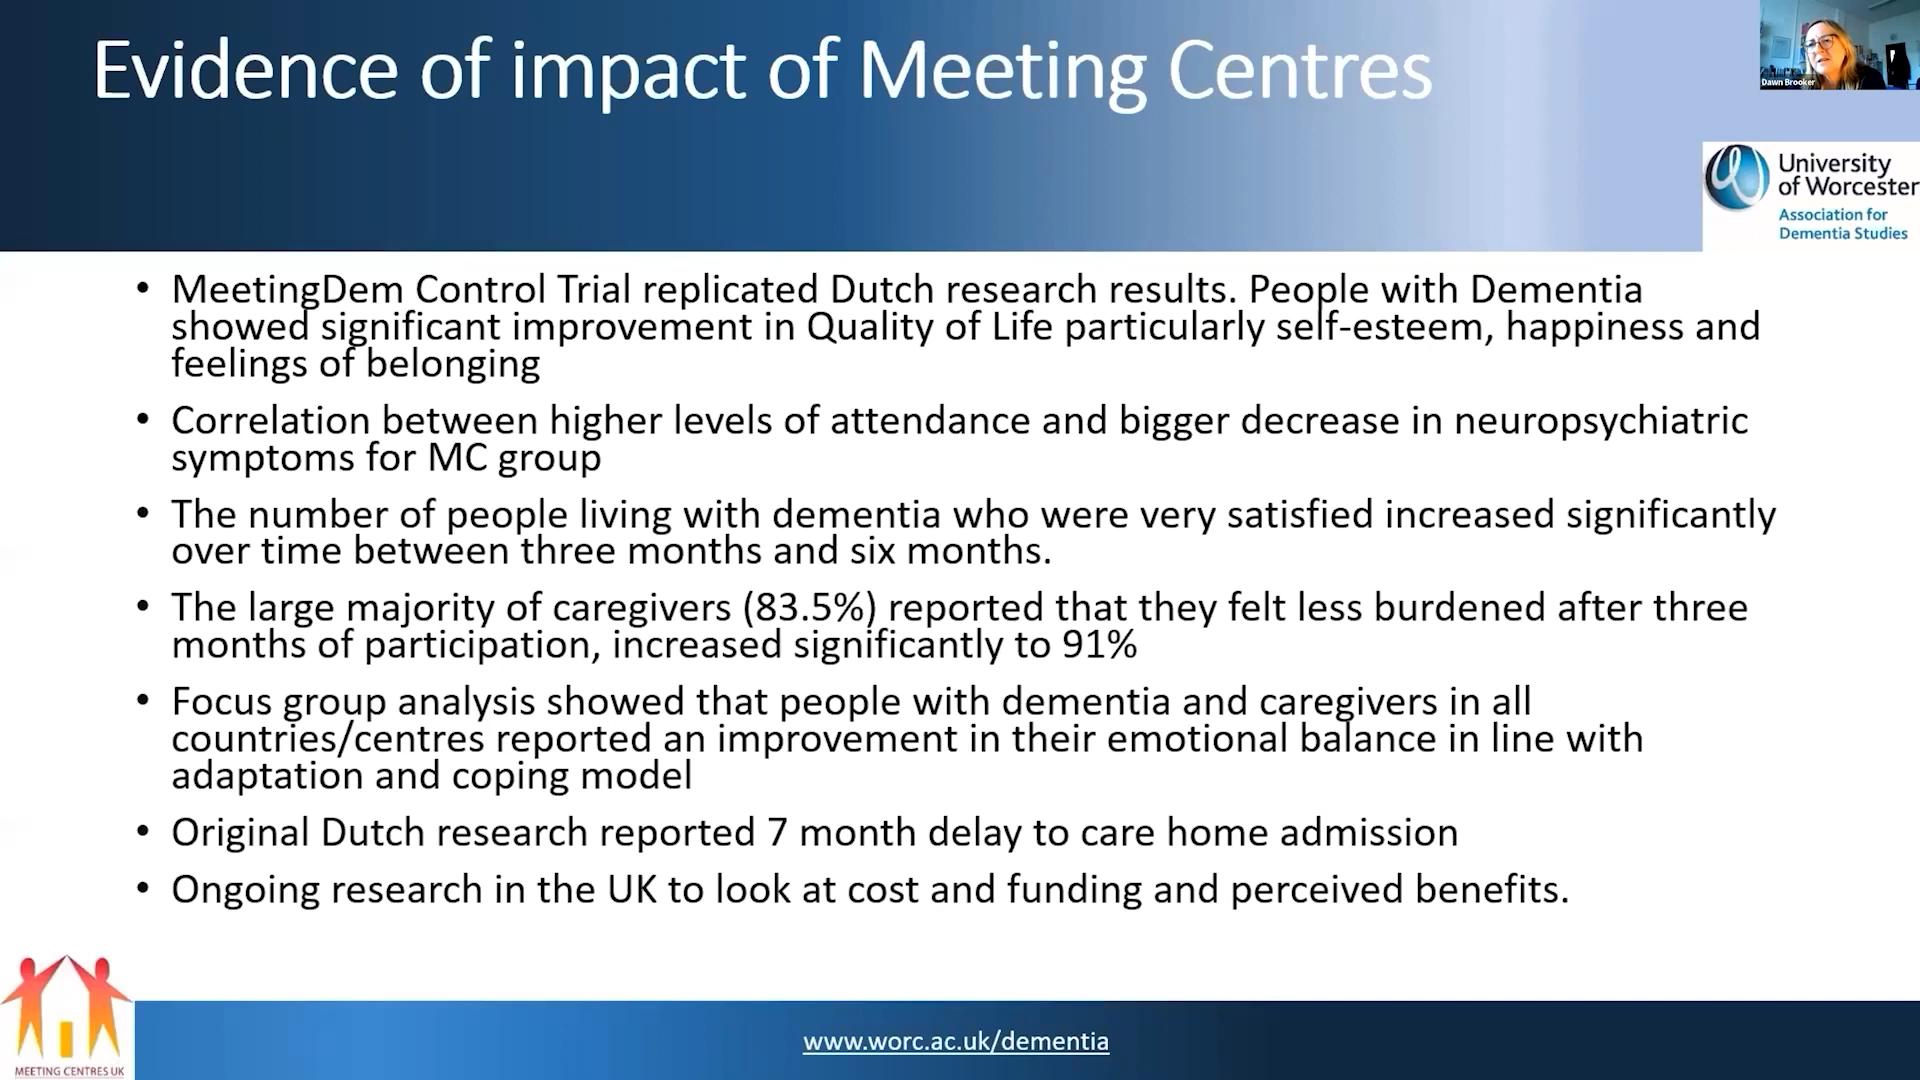 Evidence of impact of Meeting Centres
Dawn Brooker
University
of Worcester
Association for
Dementia Studies
• MeetingDem Control Trial replicated Dutch research results. People with Dementia
showed significant improvement in Quality of Life particularly self-esteem, happiness and
feelings of belonging
• Correlation between higher levels of attendance and bigger decrease in neuropsychiatric
symptoms for MC group
• The number of people living with dementia who were very satisfied increased significantly
over time between three months and six months.
• The large majority of caregivers (83.5%) reported that they felt less burdened after three
months of participation, increased significantly to 91%
• Focus group analysis showed that people with dementia and caregivers in all
countries/centres reported an improvement in their emotional balance in line with
adaptation and coping model
• Original Dutch research reported 7 month delay to care home admission
• Ongoing research in the UK to look at cost and funding and perceived benefits.
MEETING CENTRES UK
www.worc.ac.uk/dementia